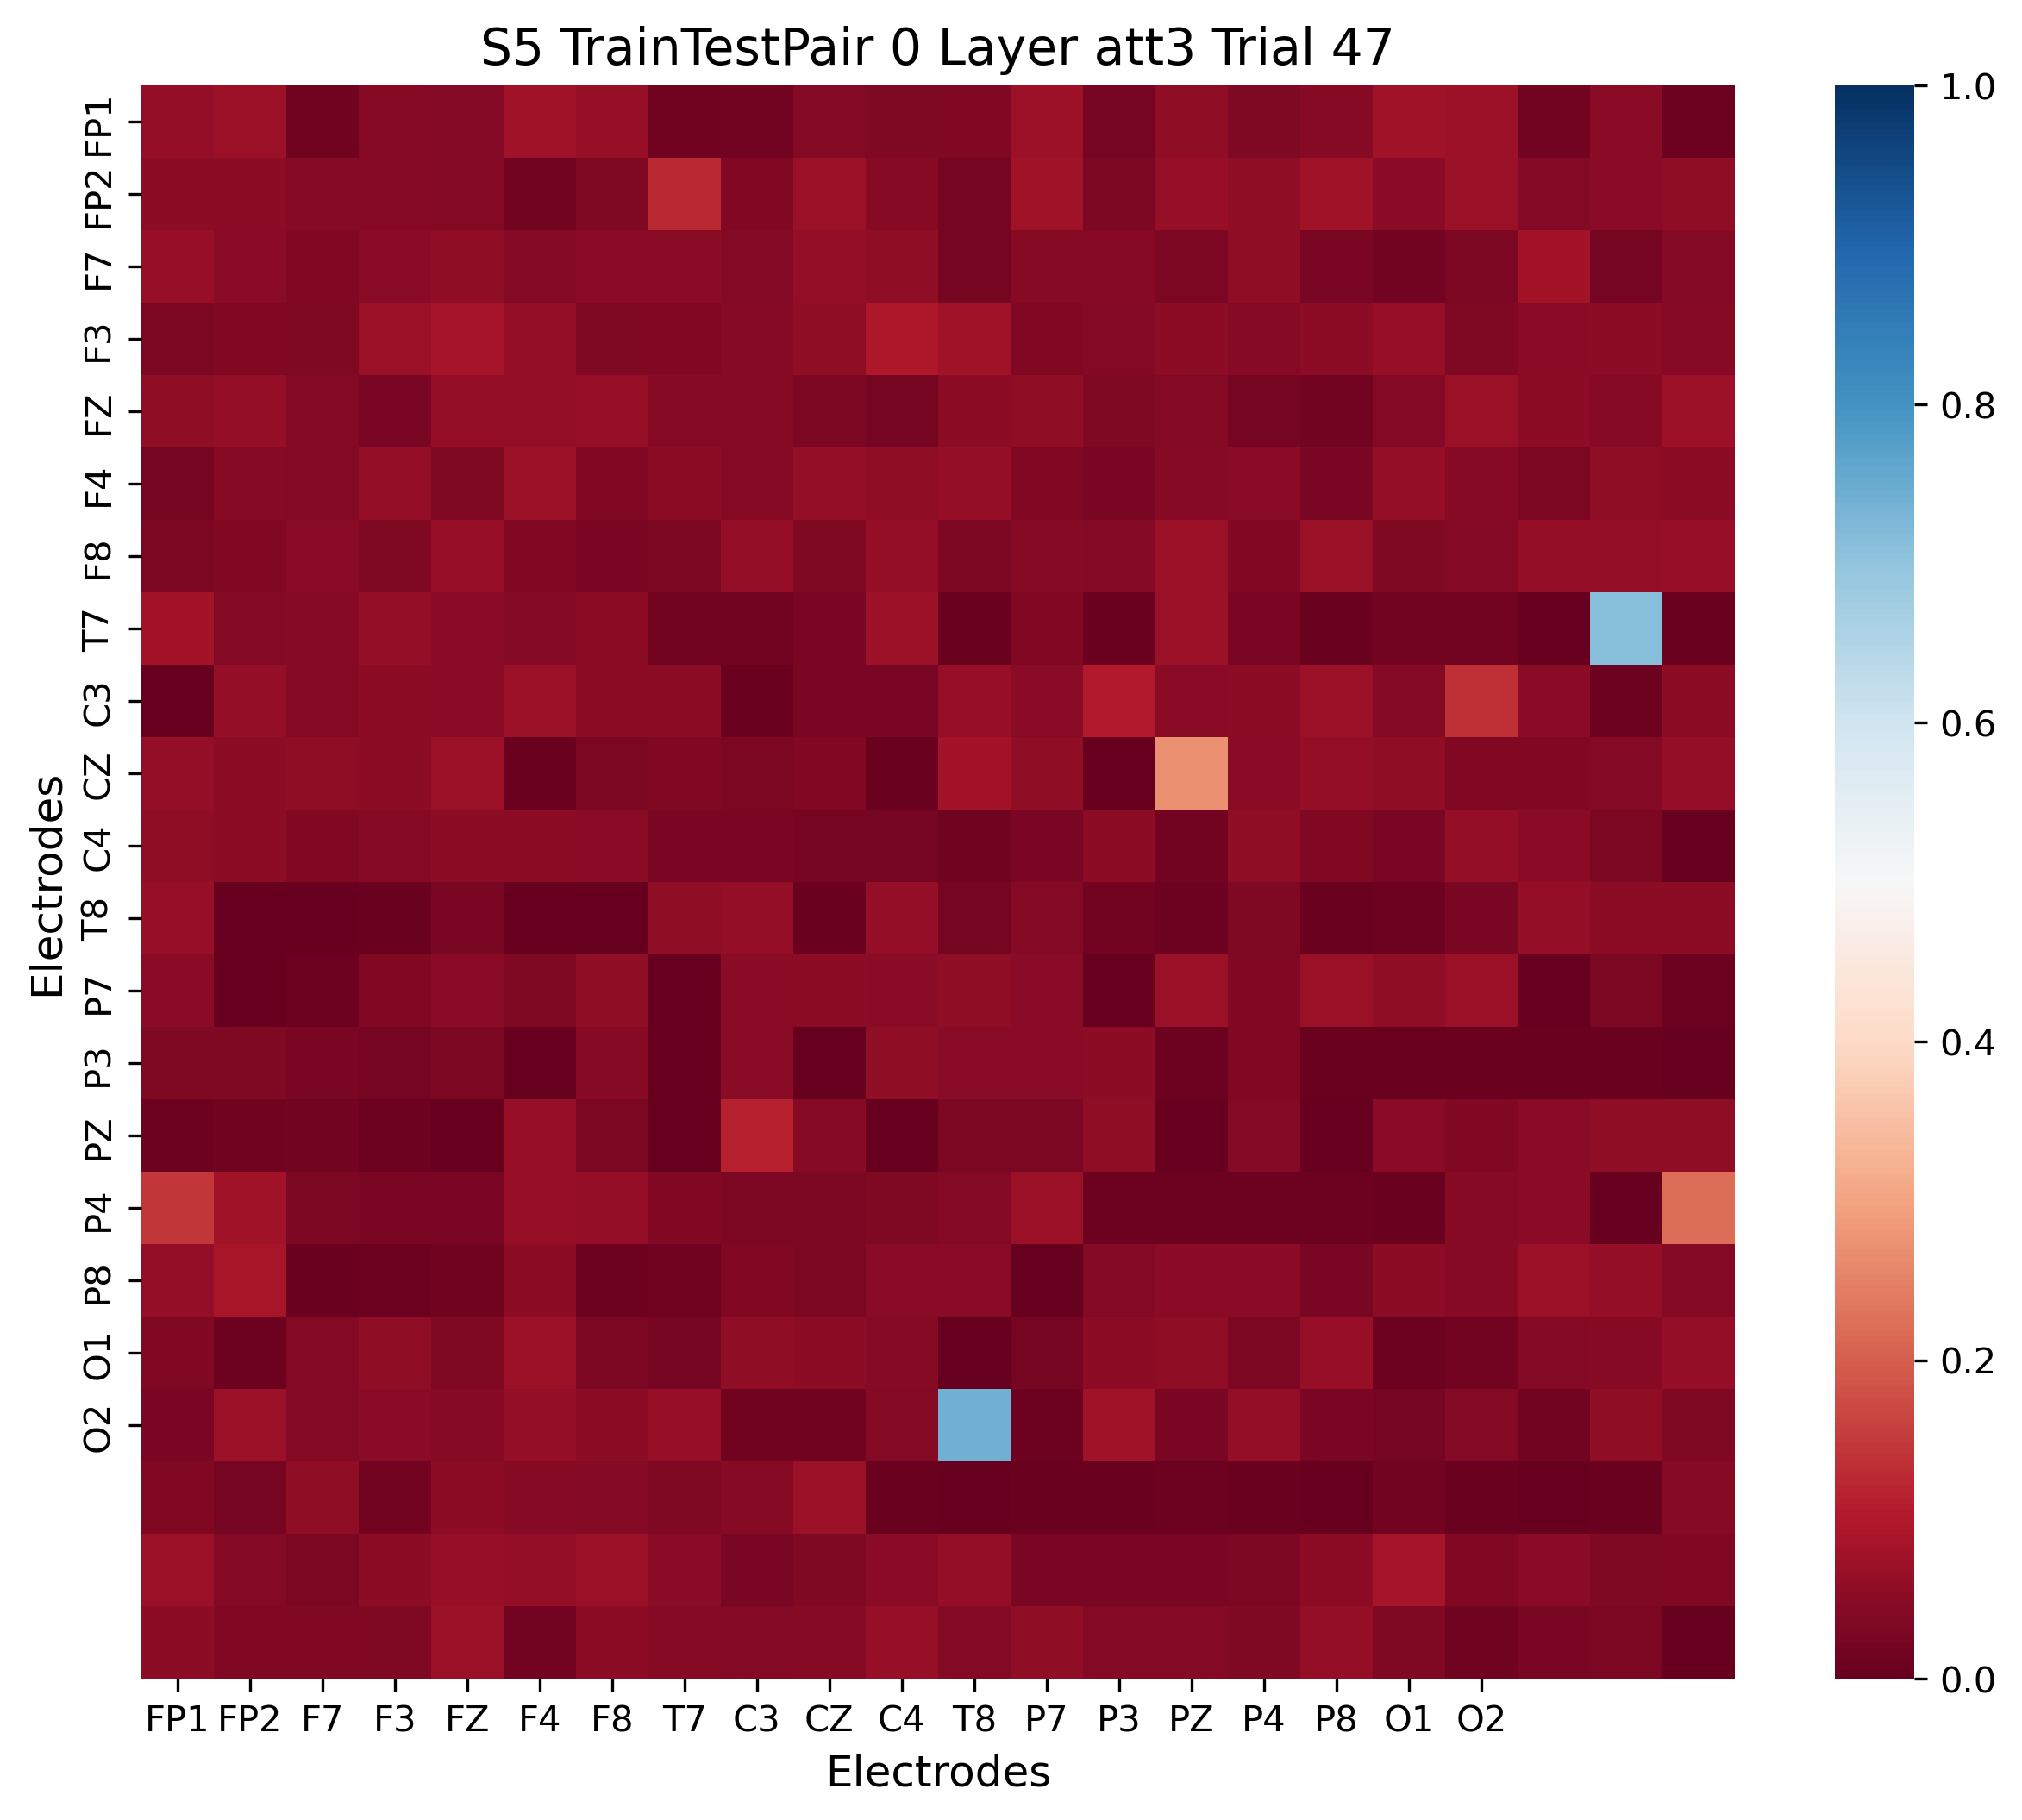 S5 TrainTestPair 0 Layer att3 Trial 47
Electrodes
FP1
FP2
F7
F3
FZ
F4
F8
T7
C3
CZ
C4
T8
P7
P3
PZ
P4
P8
O1
O2
FP1 FP2 F7 F3 FZ F4 F8 T7 C3 CZ C4 T8 P7 P3 PZ P4 P8 O1 O2
Electrodes
1.0
0.8
0.6
0.4
0.2
0.0